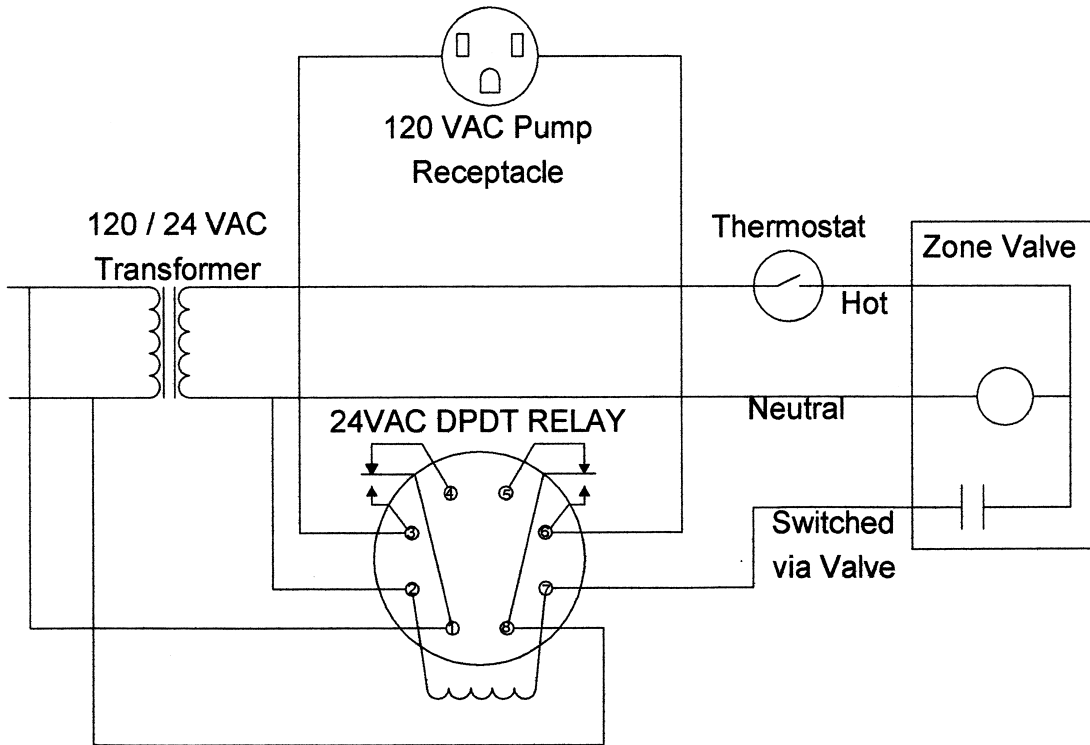 120 VAC Pump
Receptacle
120 / 24 VAC
Transformer
Thermostat
Zone Valve
Hot
Neutral
24VAC DPDT RELAY
4
5
3
6
Switched
via Valve
2
7
1
8